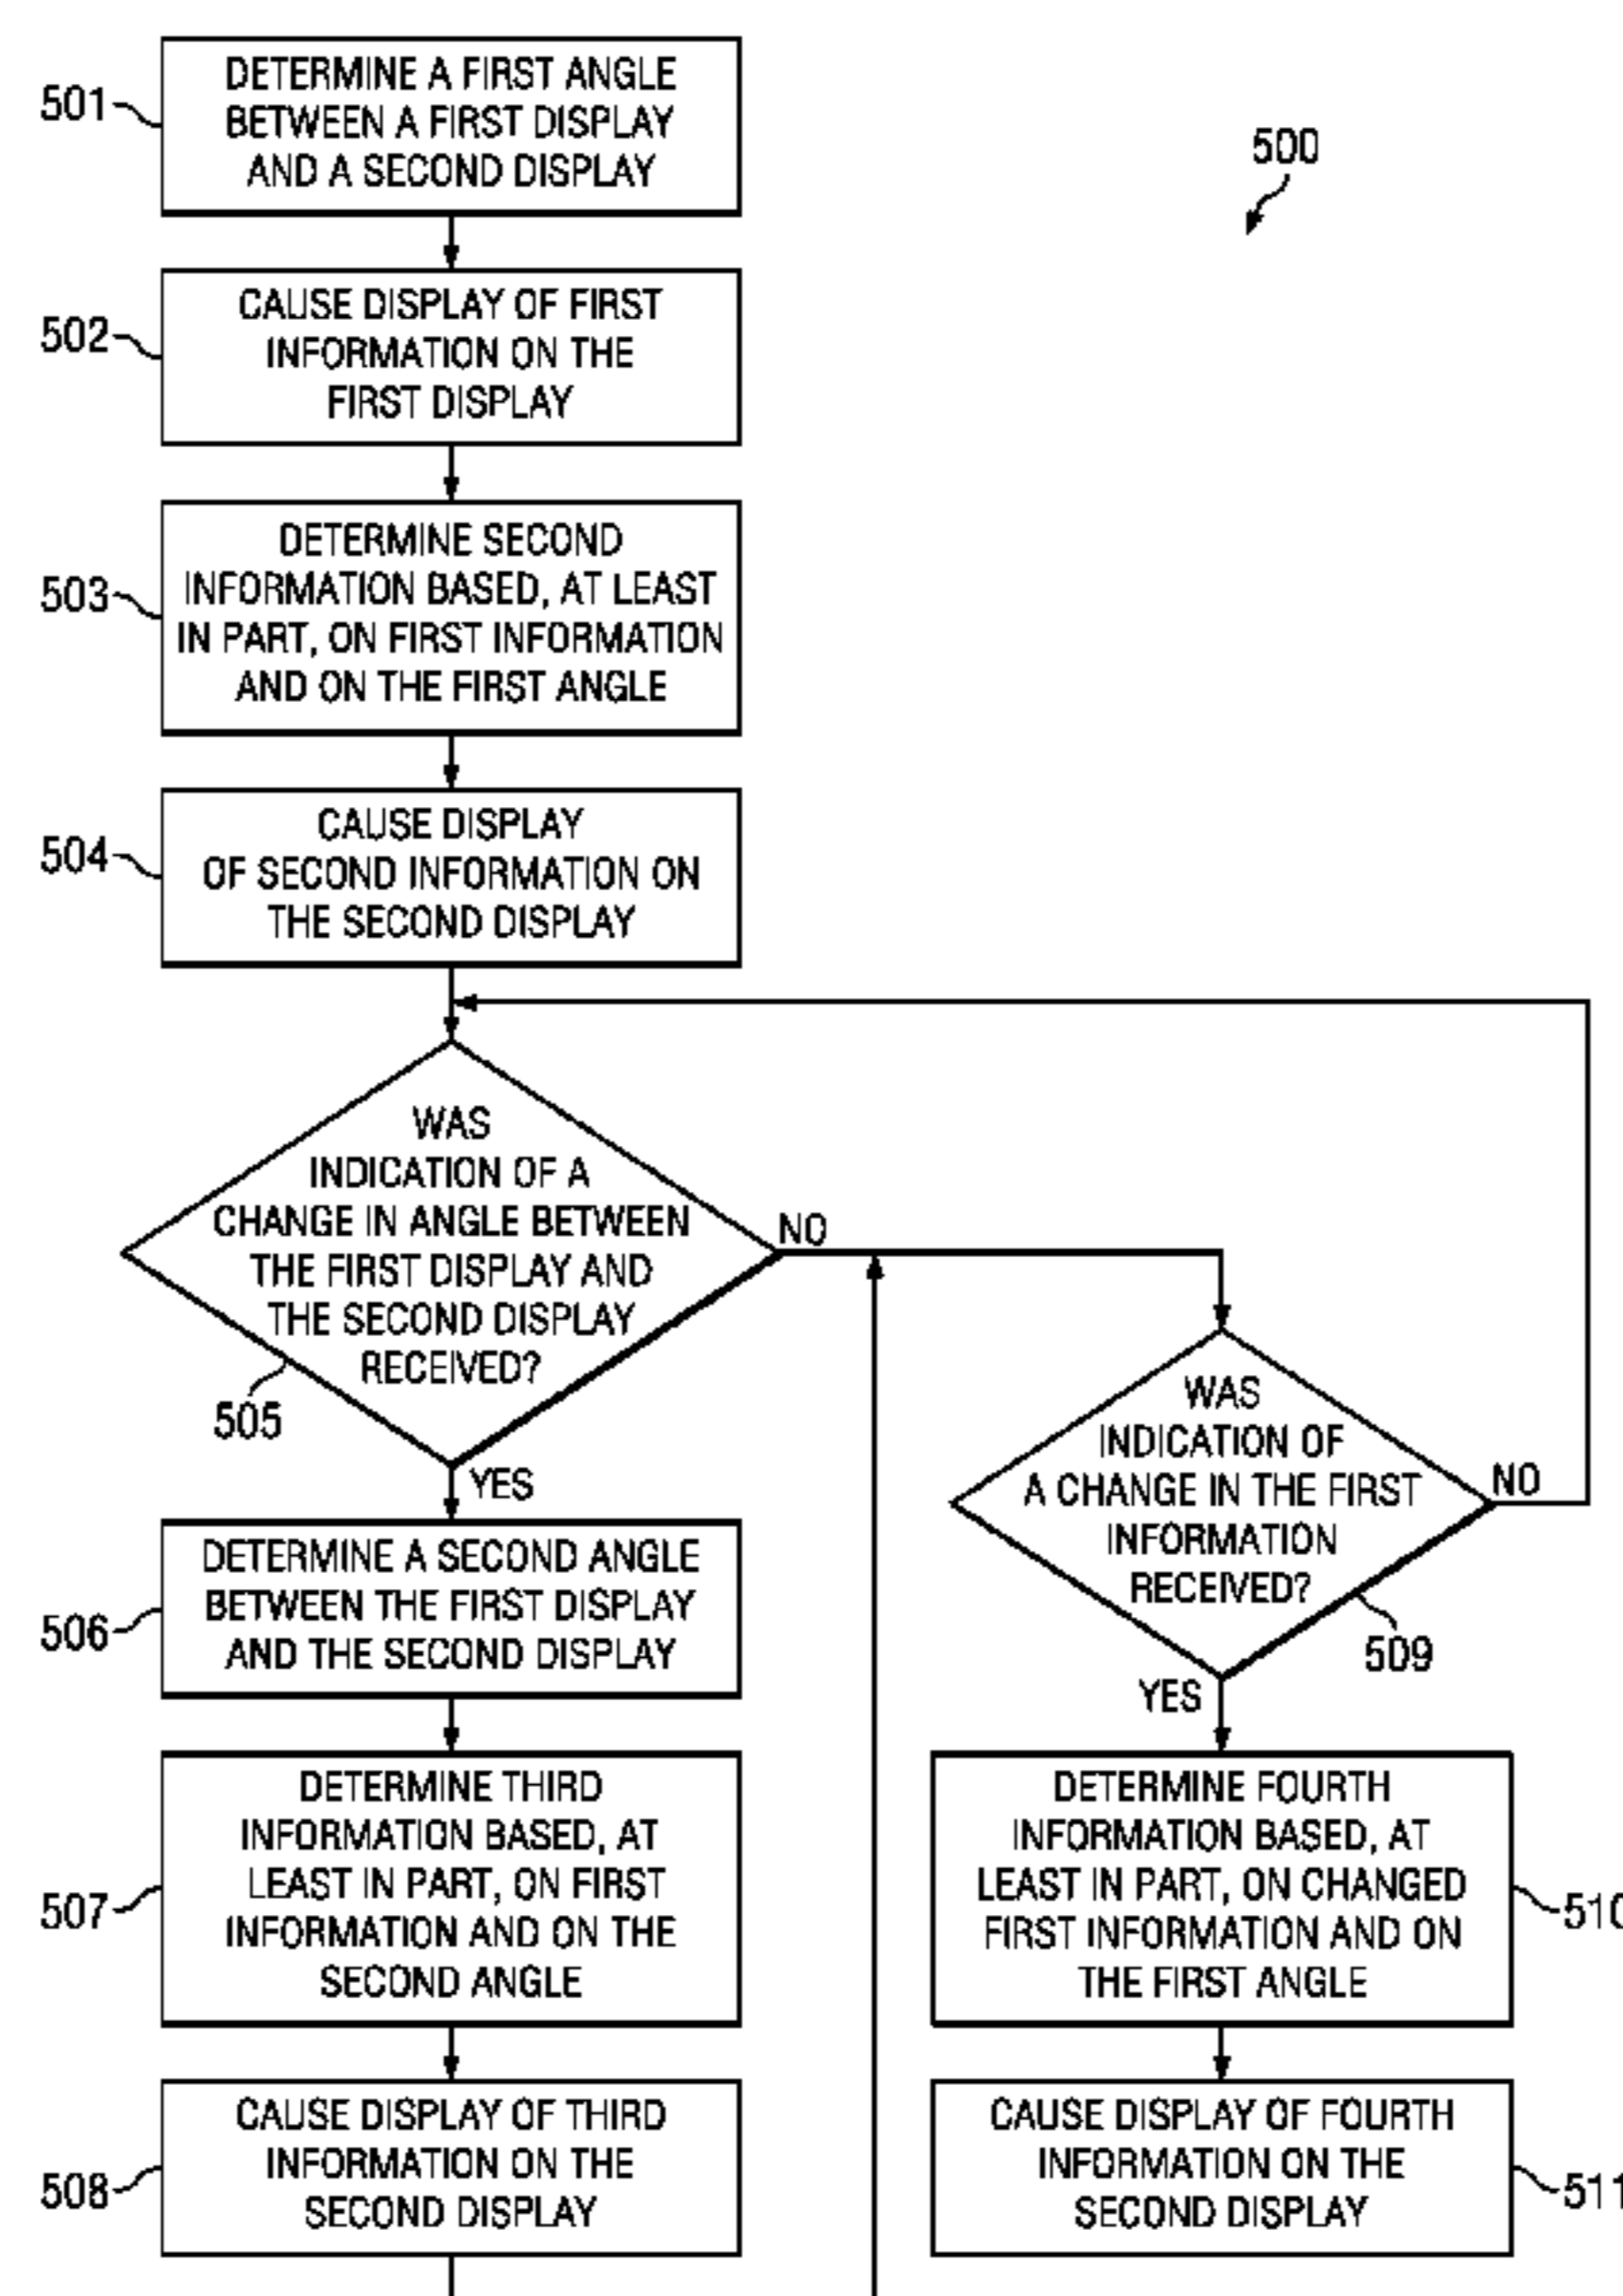 501
DETERMINE A FIRST ANGLE
BETWEEN A FIRST DISPLAY
AND A SECOND DISPLAY
500
502
CAUSE DISPLAY OF FIRST
INFORMATION ON THE
FIRST DISPLAY
503
DETERMINE SECOND
INFORMATION BASED, AT LEAST
IN PART, ON FIRST INFORMATION
AND ON THE FIRST ANGLE
504
CAUSE DISPLAY
OF SECOND INFORMATION ON
THE SECOND DISPLAY
WAS
INDICATION OF A
CHANGE IN ANGLE BETWEEN
THE FIRST DISPLAY AND
THE SECOND DISPLAY
RECEIVED?
505
NO
YES
506
DETERMINE A SECOND ANGLE
BETWEEN THE FIRST DISPLAY
AND THE SECOND DISPLAY
507
DETERMINE THIRD
INFORMATION BASED, AT
LEAST IN PART, ON FIRST
INFORMATION AND ON THE
SECOND ANGLE
508
CAUSE DISPLAY OF THIRD
INFORMATION ON THE
SECOND DISPLAY
WAS
INDICATION OF
A CHANGE IN THE FIRST
INFORMATION
RECEIVED?
509
NO
YES
DETERMINE FOURTH
INFORMATION BASED, AT
LEAST IN PART, ON CHANGED
FIRST INFORMATION AND ON
THE FIRST ANGLE
510
CAUSE DISPLAY OF FOURTH
INFORMATION ON THE
SECOND DISPLAY
511